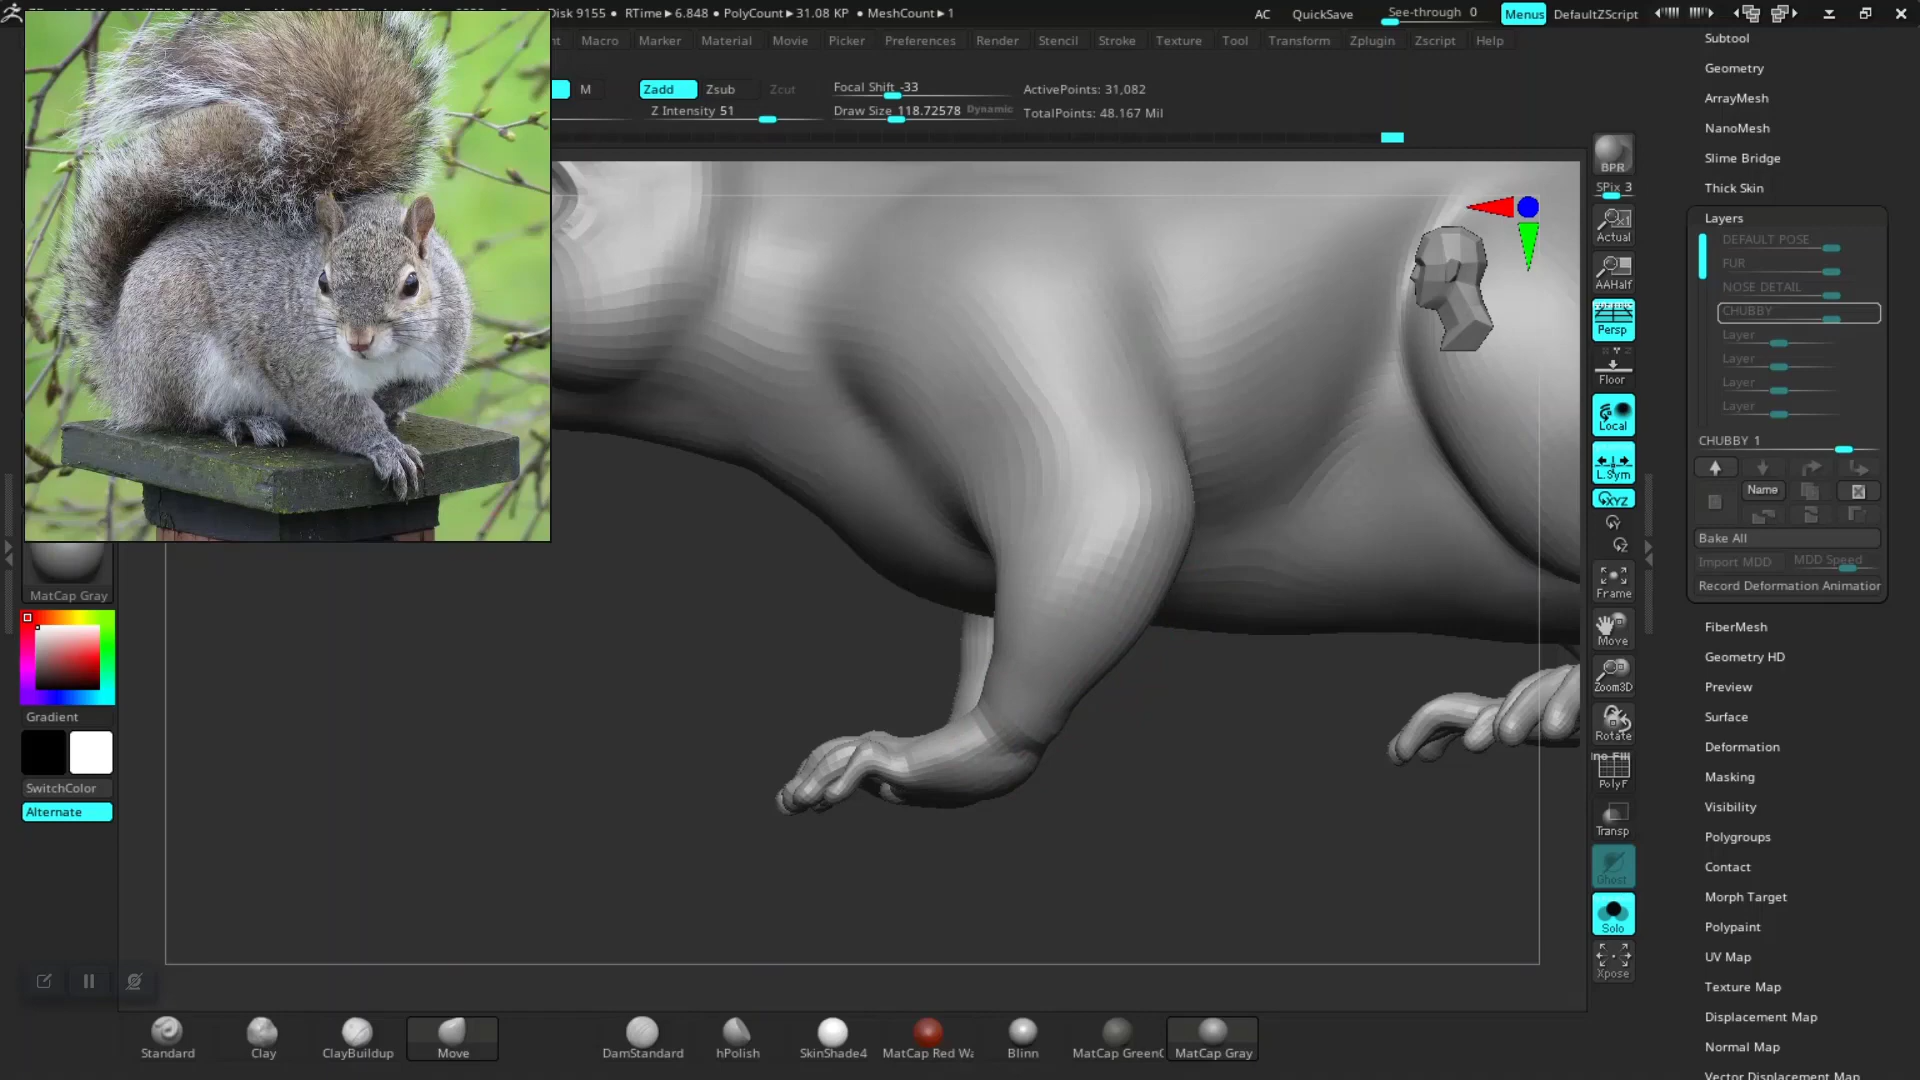 Disk 9155 • RTime▸6.848 • PolyCount▸31.08 KP • MeshCount▸1
AC QuickSave See-through 0 Menus DefaultZScript
Macro Marker Material Movie Picker Preferences Render Stencil Stroke Texture Tool Transform Zplugin Zscript Help
M Zadd Zsub Zcut Focal Shift -33 ActivePoints: 31,082
Z Intensity 51 Draw Size 118.72578 Dynamic TotalPoints: 48.167 Mil
BPR
SPix 3
Actual
AAHalf
Persp
Floor
Local
L.Sym
XYZ
Y
Z
Frame
Move
Zoom3D
Rotate
PolyF
Transp
Ghost
Solo
Xpose
Subtool
Geometry
ArrayMesh
NanoMesh
Slime Bridge
Thick Skin
Layers
DEFAULT POSE
FUR
NOSE DETAIL
CHUBBY
Layer
Layer
Layer
Layer
CHUBBY 1
Name
Bake All
Import MDD MDD Speed
Record Deformation Animation
FiberMesh
Geometry HD
Preview
Surface
Deformation
Masking
Visibility
Polygroups
Contact
Morph Target
Polypaint
UV Map
Texture Map
Displacement Map
Normal Map
Vector Displacement Map
MatCap Gray
Gradient
SwitchColor
Alternate
Standard Clay ClayBuildup Move DamStandard hPolish SkinShade4 MatCap Red Wa Blinn MatCap GreenC MatCap Gray